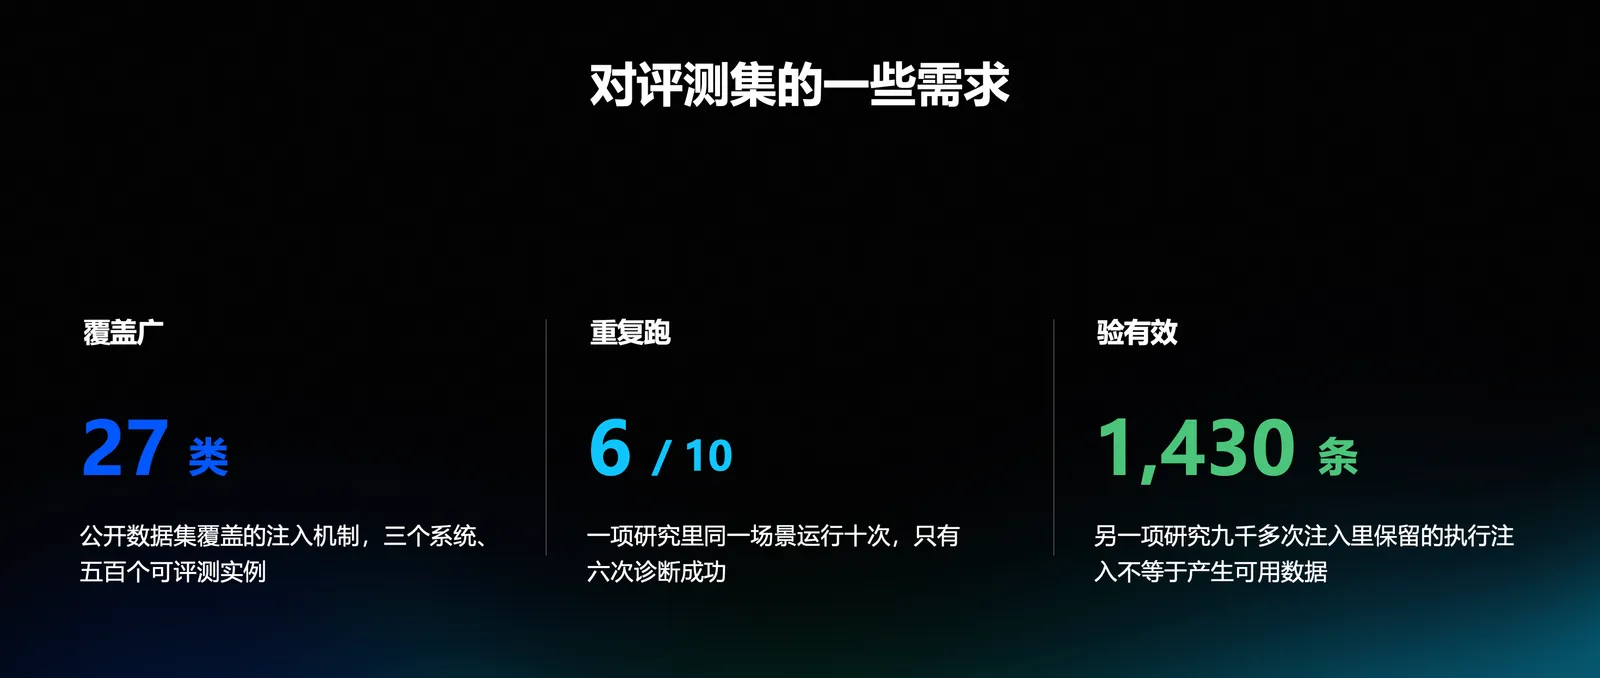 对评测集的一些需求
覆盖广
27 类
公开数据集覆盖的注入机制，三个系统、
五百个可评测实例
重复跑
6 / 10
一项研究里同一场景运行十次，只有
六次诊断成功
验有效
1,430 条
另一项研究九千多次注入里保留的执行注
入不等于产生可用数据